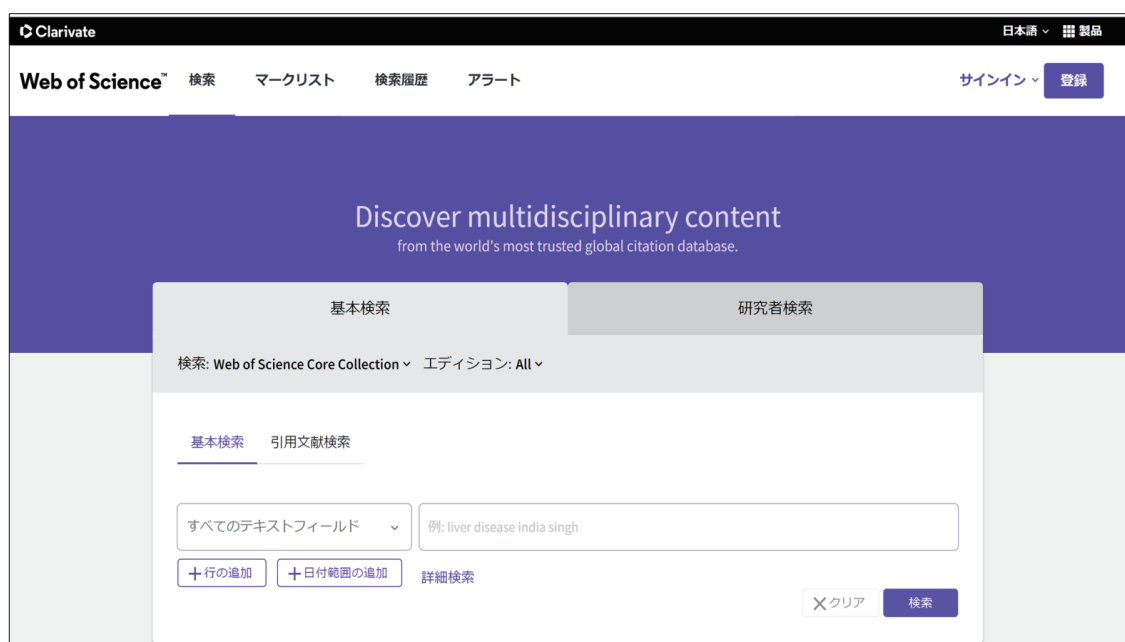 Clarivate 日本語 製品
Web of Science™ 検索 マークリスト 検索履歴 アラート サインイン 登録
Discover multidisciplinary content
from the world's most trusted global citation database.
基本検索 研究者検索
検索: Web of Science Core Collection エディション: All
基本検索 引用文献検索
すべてのテキストフィールド 例: liver disease india singh
+行の追加 +日付範囲の追加 詳細検索
×クリア 検索